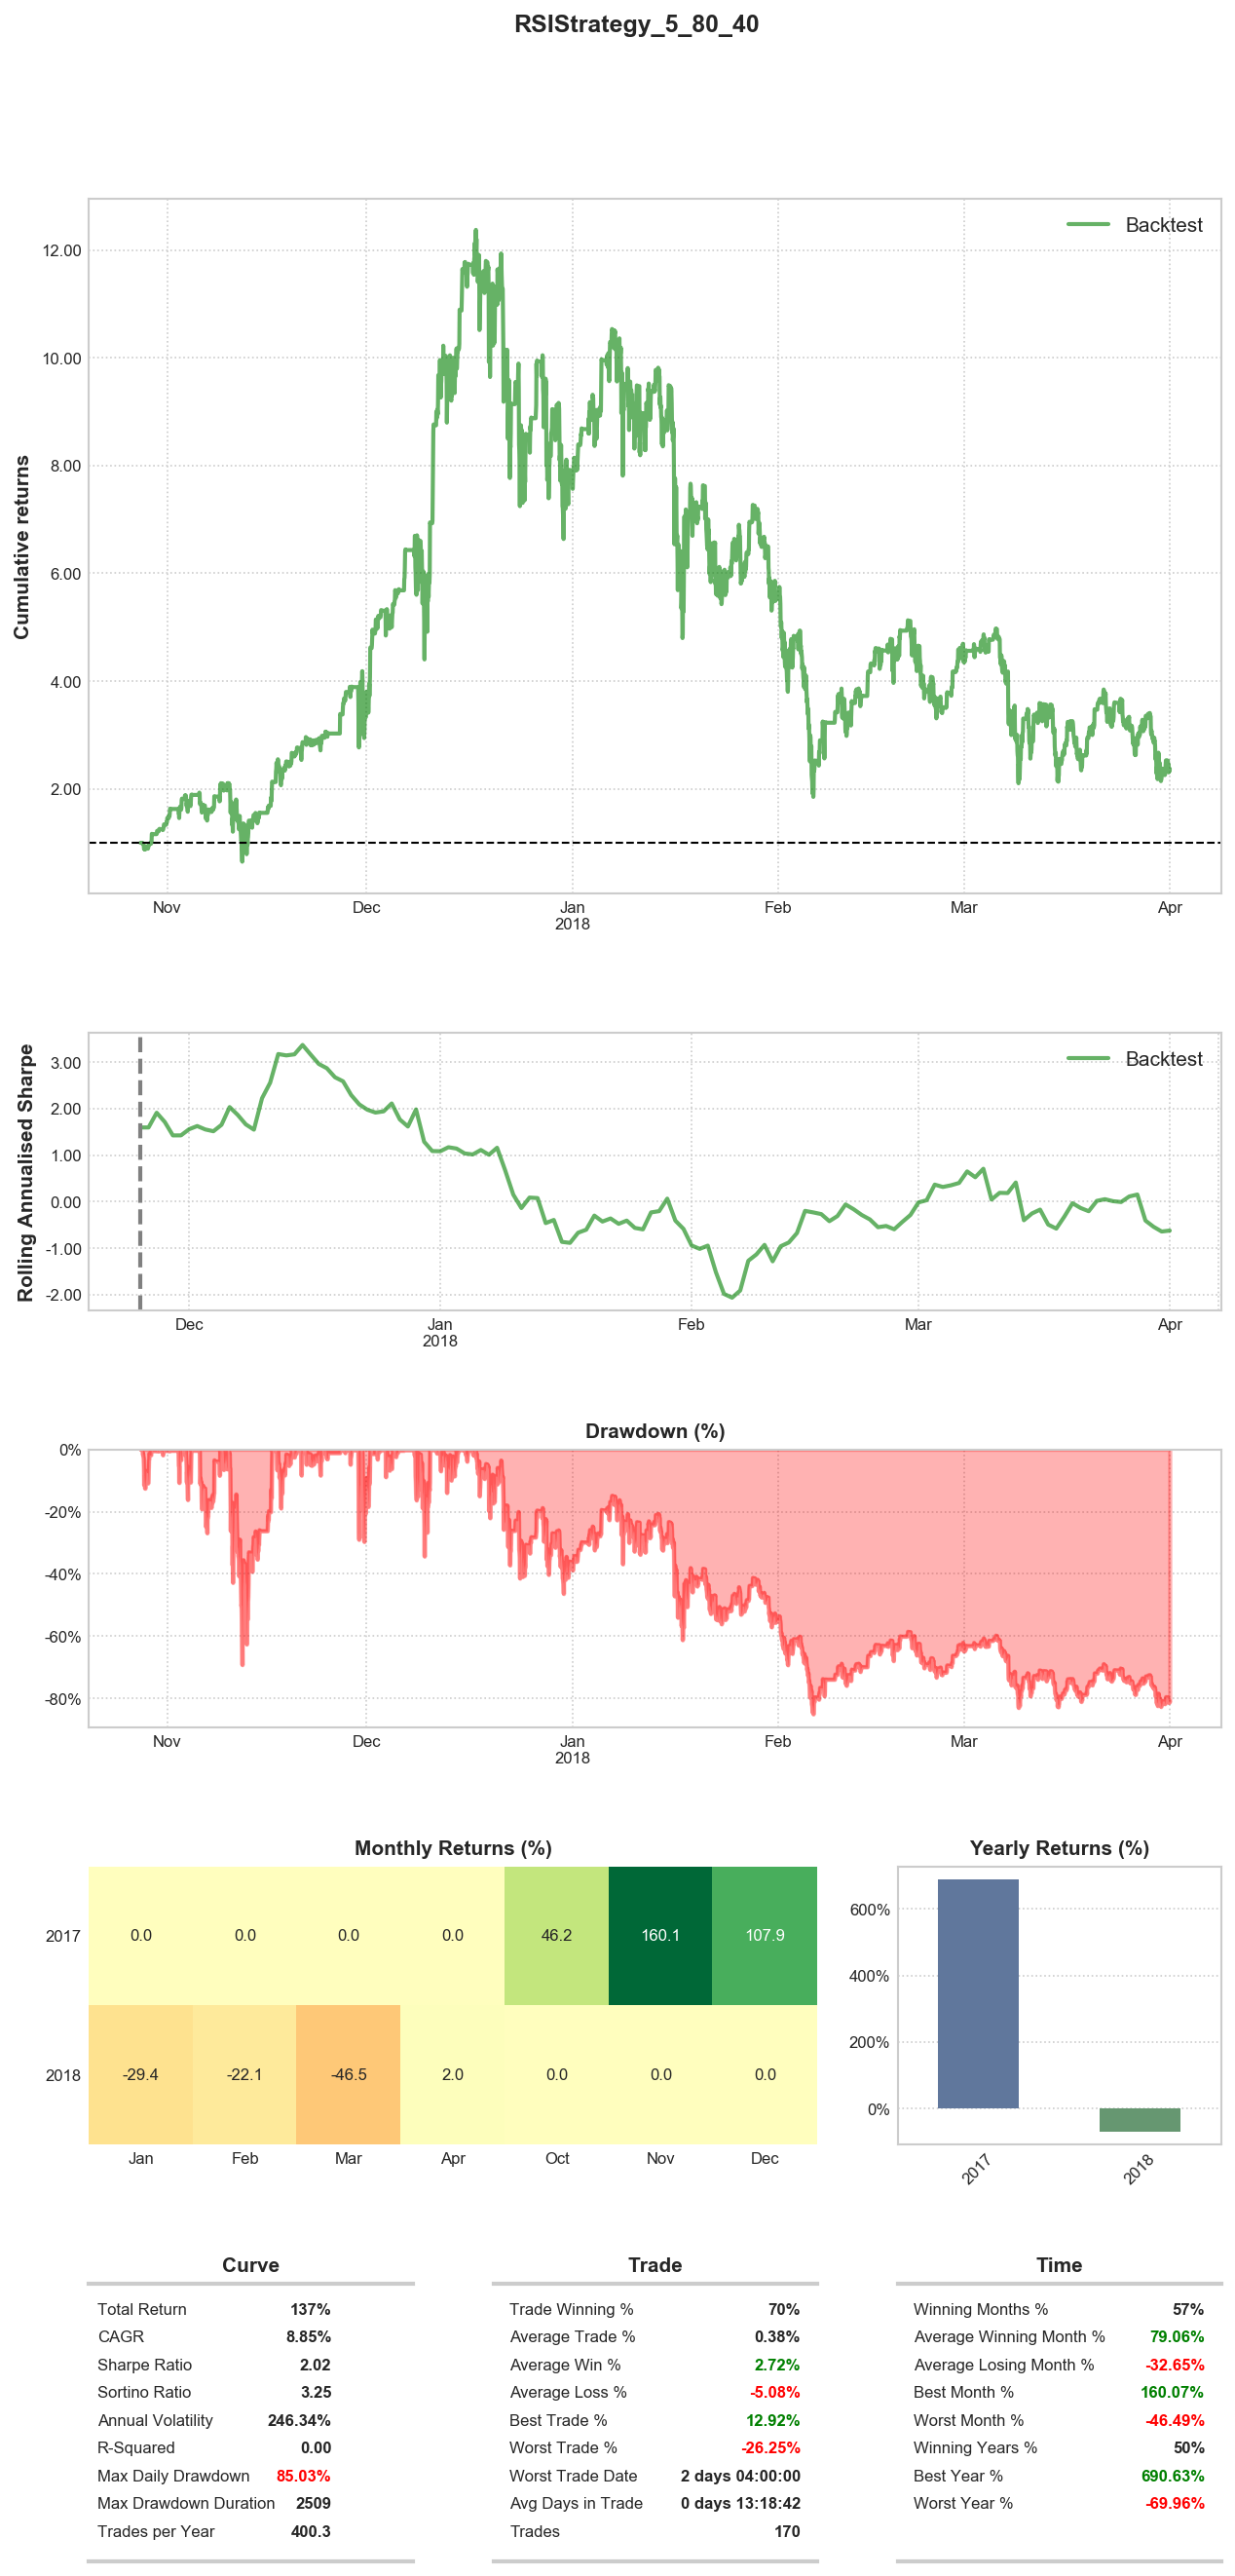 RSIStrategy_5_80_40
Backtest
Cumulative returns
12.00
10.00
8.00
6.00
4.00
2.00
Nov Dec Jan Feb Mar Apr
2018
Backtest
Rolling Annualised Sharpe
3.00
2.00
1.00
0.00
-1.00
-2.00
Dec Jan Feb Mar Apr
2018
Drawdown (%)
0%
-20%
-40%
-60%
-80%
Nov Dec Jan Feb Mar Apr
2018
Monthly Returns (%)
2017 0.0 0.0 0.0 0.0 46.2 160.1 107.9
2018 -29.4 -22.1 -46.5 2.0 0.0 0.0 0.0
Jan Feb Mar Apr Oct Nov Dec
Yearly Returns (%)
600%
400%
200%
0%
2017 2018
Curve
Total Return 137%
CAGR 8.85%
Sharpe Ratio 2.02
Sortino Ratio 3.25
Annual Volatility 246.34%
R-Squared 0.00
Max Daily Drawdown 85.03%
Max Drawdown Duration 2509
Trades per Year 400.3
Trade
Trade Winning % 70%
Average Trade % 0.38%
Average Win % 2.72%
Average Loss % -5.08%
Best Trade % 12.92%
Worst Trade % -26.25%
Worst Trade Date 2 days 04:00:00
Avg Days in Trade 0 days 13:18:42
Trades 170
Time
Winning Months % 57%
Average Winning Month % 79.06%
Average Losing Month % -32.65%
Best Month % 160.07%
Worst Month % -46.49%
Winning Years % 50%
Best Year % 690.63%
Worst Year % -69.96%